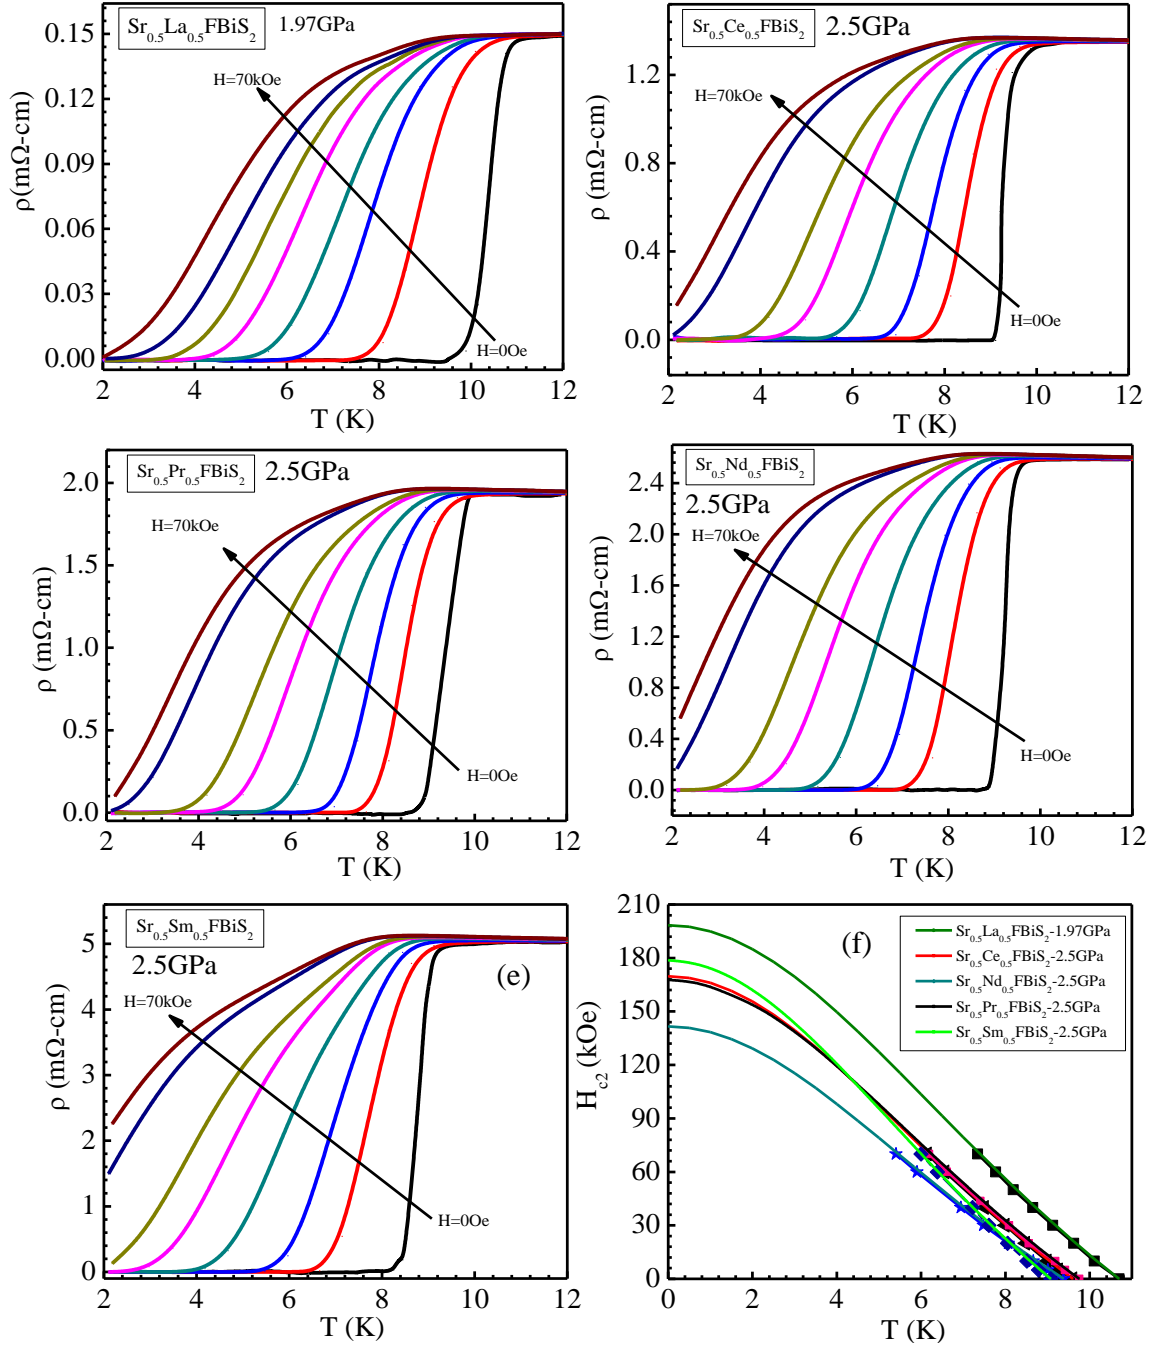 Sr0.5La0.5FBiS2 1.97GPa
H=70kOe
H=0Oe
0.15
0.12
0.09
0.06
0.03
0.00
ρ(mΩ-cm)
2 4 6 8 10 12
T (K)
Sr0.5Ce0.5FBiS2 2.5GPa
H=70kOe
H=0Oe
1.2
0.8
0.4
0.0
ρ (mΩ-cm)
2 4 6 8 10 12
T (K)
Sr0.5Pr0.5FBiS2 2.5GPa
H=70kOe
H=0Oe
2.0
1.5
1.0
0.5
0.0
ρ (mΩ-cm)
2 4 6 8 10 12
T (K)
Sr0.5Nd0.5FBiS2
2.5GPa
H=70kOe
H=0Oe
2.4
2.0
1.6
1.2
0.8
0.4
0.0
ρ (mΩ-cm)
2 4 6 8 10 12
T (K)
Sr0.5Sm0.5FBiS2
2.5GPa
(e)
H=70kOe
H=0Oe
5
4
3
2
1
0
ρ (mΩ-cm)
2 4 6 8 10 12
T (K)
(f)
Sr0.5La0.5FBiS2-1.97GPa
Sr0.5Ce0.5FBiS2-2.5GPa
Sr0.5Nd0.5FBiS2-2.5GPa
Sr0.5Pr0.5FBiS2-2.5GPa
Sr0.5Sm0.5FBiS2-2.5GPa
210
180
150
120
90
60
30
0
Hc2 (kOe)
0 2 4 6 8 10
T (K)